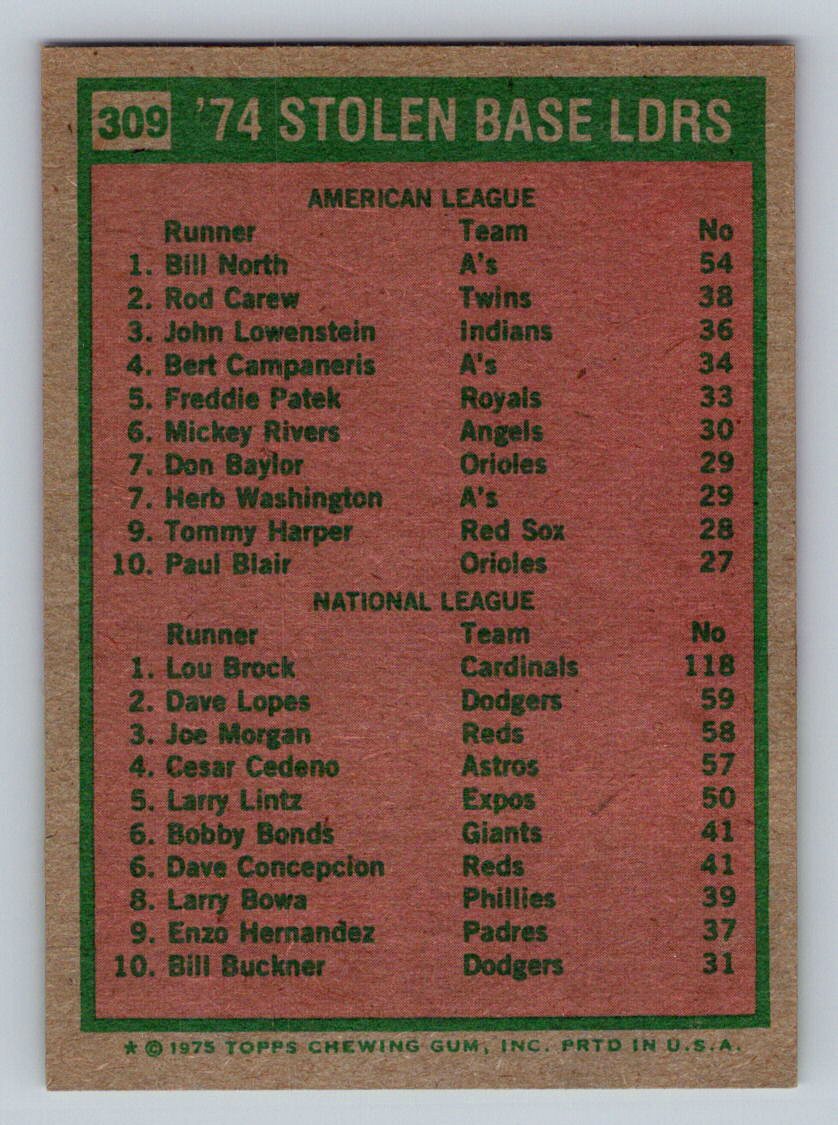 309 '74 STOLEN BASE LDRS
AMERICAN LEAGUE
Runner Team No
1. Bill North A's 54
2. Rod Carew Twins 38
3. John Lowenstein Indians 36
4. Bert Campaneris A's 34
5. Freddie Patek Royals 33
6. Mickey Rivers Angels 30
7. Don Baylor Orioles 29
7. Herb Washington A's 29
9. Tommy Harper Red Sox 28
10. Paul Blair Orioles 27
NATIONAL LEAGUE
Runner Team No
1. Lou Brock Cardinals 118
2. Dave Lopes Dodgers 59
3. Joe Morgan Reds 58
4. Cesar Cedeno Astros 57
5. Larry Lintz Expos 50
6. Bobby Bonds Giants 41
6. Dave Concepcion Reds 41
8. Larry Bowa Phillies 39
9. Enzo Hernandez Padres 37
10. Bill Buckner Dodgers 31
* © 1975 TOPPS CHEWING GUM, INC. PRTD IN U.S.A.